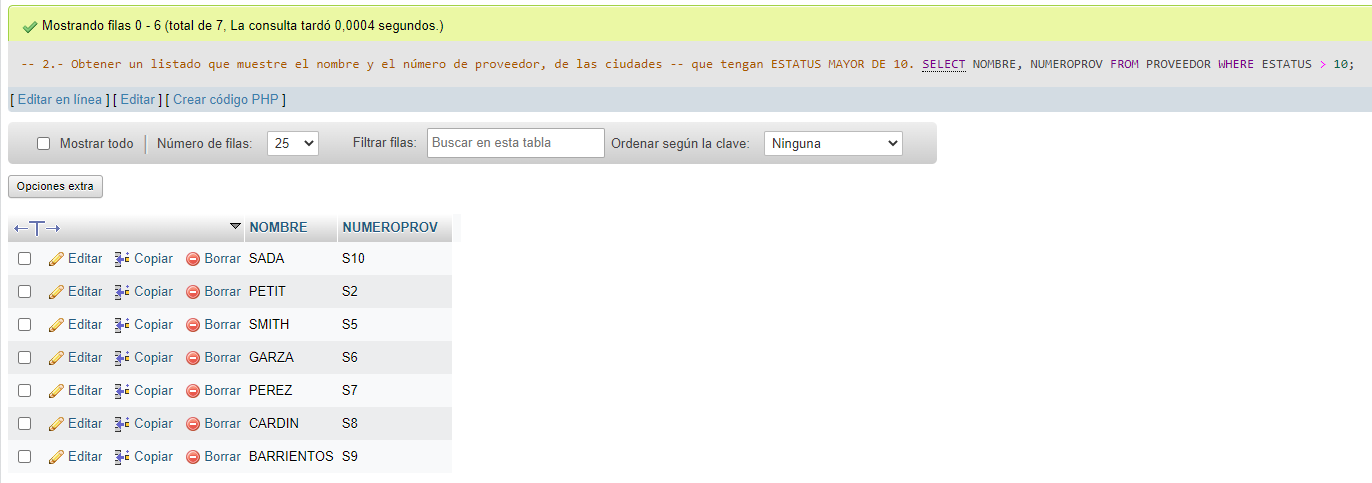 Mostrando filas 0 - 6 (total de 7, La consulta tardó 0,0004 segundos.)
-- 2.- Obtener un listado que muestre el nombre y el número de proveedor, de las ciudades -- que tengan ESTATUS MAYOR DE 10. SELECT NOMBRE, NUMEROPROV FROM PROVEEDOR WHERE ESTATUS > 10;
[ Editar en línea ] [ Editar ] [ Crear código PHP ]
Mostrar todo Número de filas: 25 Filtrar filas: Buscar en esta tabla Ordenar según la clave: Ninguna
Opciones extra
←T→ NOMBRE NUMEROPROV
Editar Copiar Borrar SADA S10
Editar Copiar Borrar PETIT S2
Editar Copiar Borrar SMITH S5
Editar Copiar Borrar GARZA S6
Editar Copiar Borrar PEREZ S7
Editar Copiar Borrar CARDIN S8
Editar Copiar Borrar BARRIENTOS S9